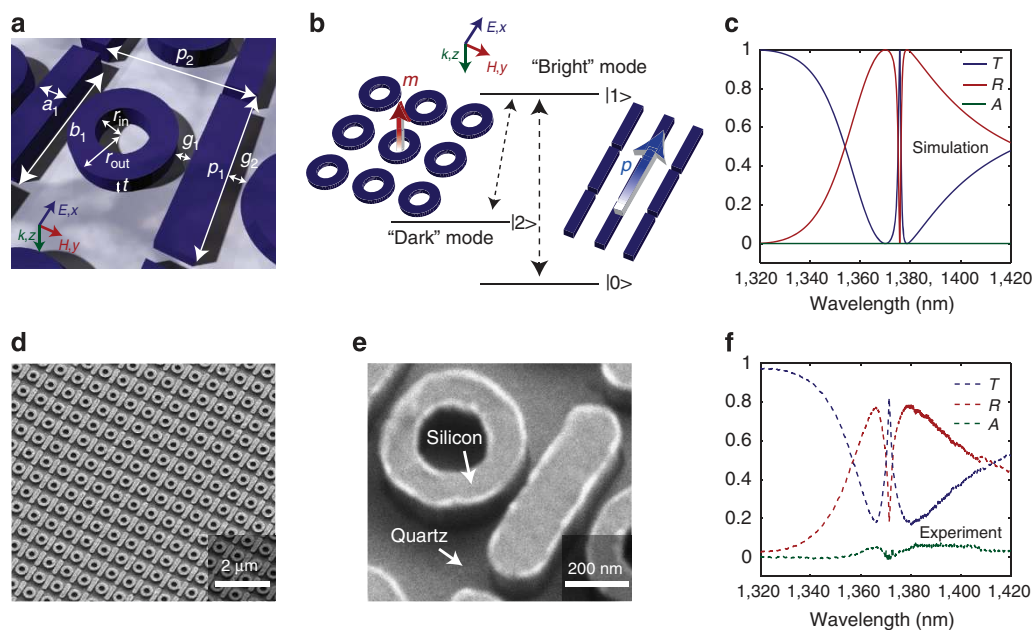 a
p2
a1
b1
rin
rout
t
g1
p1
g2
E,x
k,z
H,y
b
E,x
k,z
H,y
m
"Bright" mode
|1>
p
|2>
"Dark" mode
|0>
c
T
R
A
Simulation
1
0.8
0.6
0.4
0.2
0
1,320 1,340 1,360 1,380, 1400 1,420
Wavelength (nm)
d
2 μm
e
Silicon
Quartz
200 nm
f
T
R
A
Experiment
1
0.8
0.6
0.4
0.2
0
1,320 1,340 1,360 1,380 1,400 1,420
Wavelength (nm)